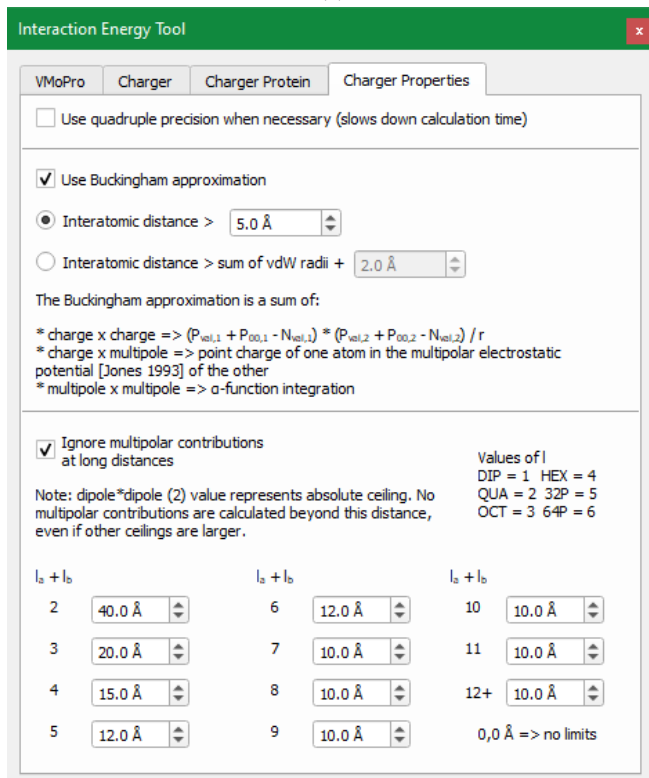 Interaction Energy Tool
x
VMoPro Charger Charger Protein Charger Properties
Use quadruple precision when necessary (slows down calculation time)
Use Buckingham approximation
Interatomic distance > 5.0 Å
Interatomic distance > sum of vdW radii + 2.0 Å
The Buckingham approximation is a sum of:
* charge x charge => (Pval,1 + P00,1 - Nval,1) * (Pval,2 + P00,2 - Nval,2) / r
* charge x multipole => point charge of one atom in the multipolar electrostatic
potential [Jones 1993] of the other
* multipole x multipole => α-function integration
Ignore multipolar contributions
at long distances
Note: dipole*dipole (2) value represents absolute ceiling. No
multipolar contributions are calculated beyond this distance,
even if other ceilings are larger.
Values of l
DIP = 1 HEX = 4
QUA = 2 32P = 5
OCT = 3 64P = 6
la + lb la + lb la + lb
2 40.0 Å 6 12.0 Å 10 10.0 Å
3 20.0 Å 7 10.0 Å 11 10.0 Å
4 15.0 Å 8 10.0 Å 12+ 10.0 Å
5 12.0 Å 9 10.0 Å 0,0 Å => no limits